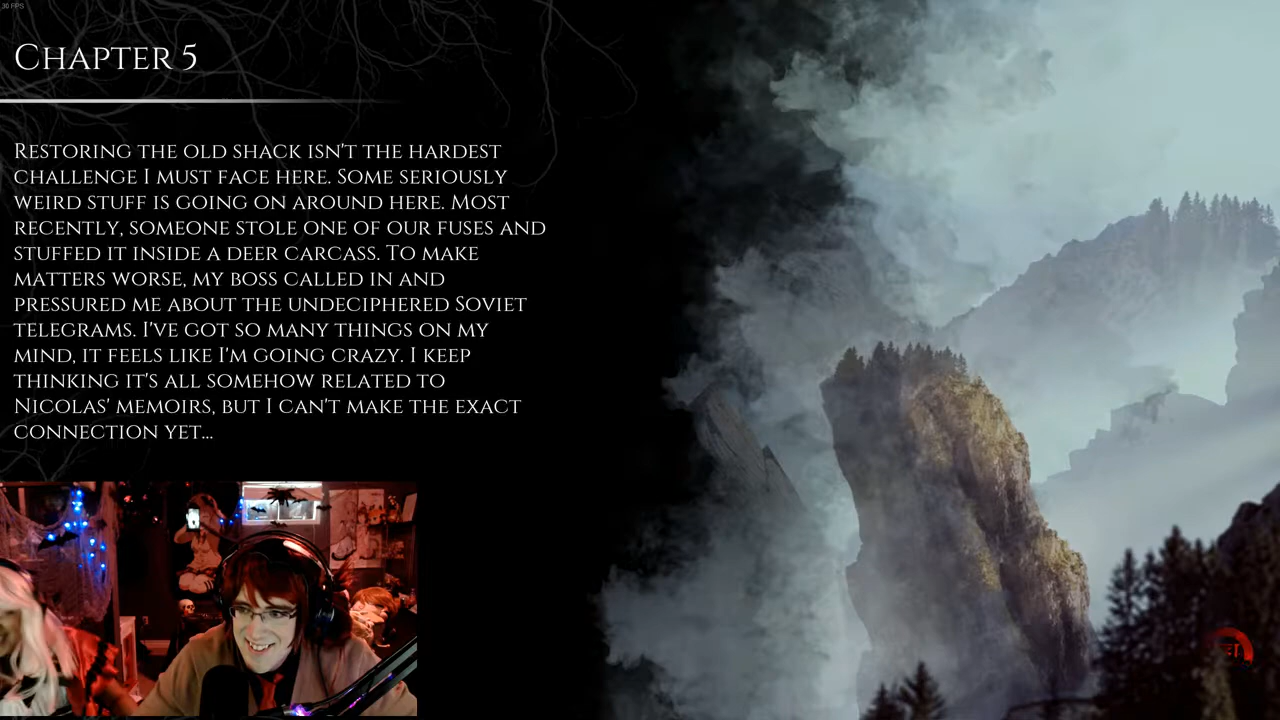 30 FPS
Chapter 5
Restoring the old shack isn't the hardest
challenge I must face here. Some seriously
weird stuff is going on around here. Most
recently, someone stole one of our fuses and
stuffed it inside a deer carcass. To make
matters worse, my boss called in and
pressured me about the undeciphered Soviet
telegrams. I've got so many things on my
mind, it feels like I'm going crazy. I keep
thinking it's all somehow related to
Nicolas' memoirs, but I can't make the exact
connection yet...